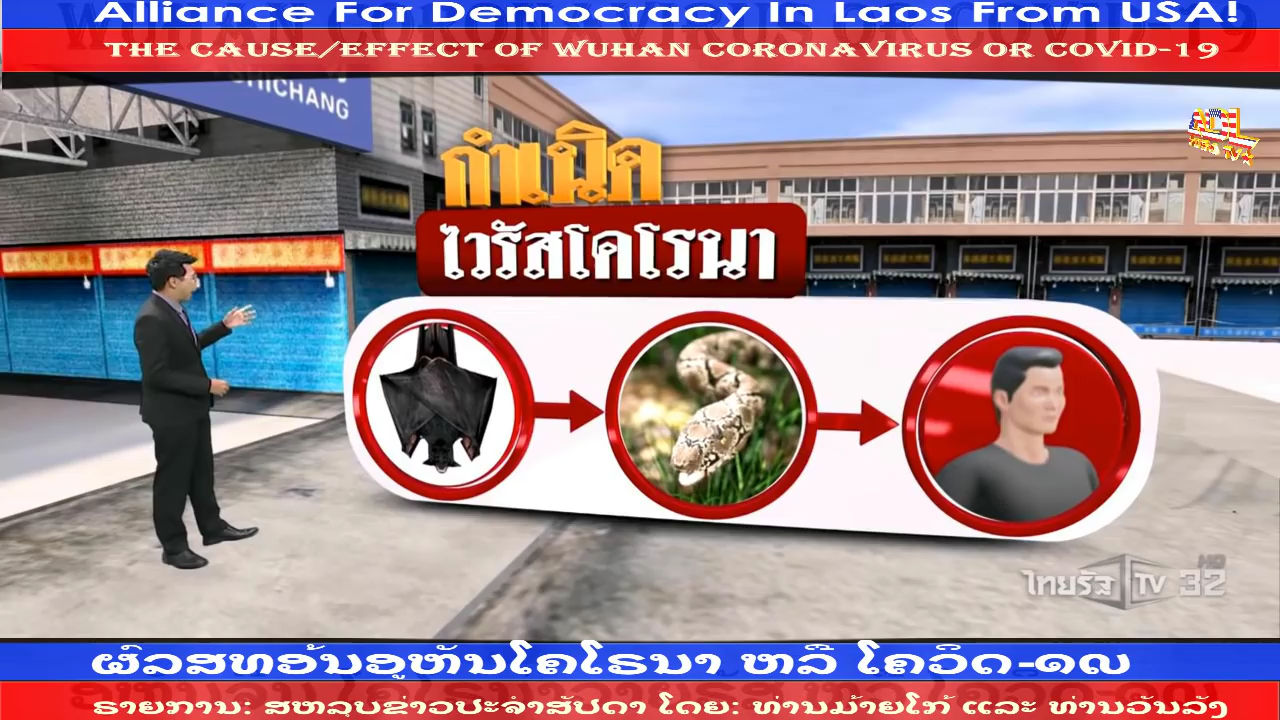 Alliance For Democracy In Laos From USA!
THE CAUSE/EFFECT OF WUHAN CORONAVIRUS OR COVID-19
SHICHANG
กำเนิด
ไวรัสโคโรนา
ไทยรัฐ TV 32
HD
ຜົລສທອ້ນອູຫັນໂຄໂຣນາ ຫລື ໂຄວິດ-໑໙
ຣາຍການ: ສຫລຸບຂ່າວປະຈຳສັປດາ ໂດຍ: ທ່ານມ້າຍໂກ້ ແລະ ທ່ານວັນລັງ